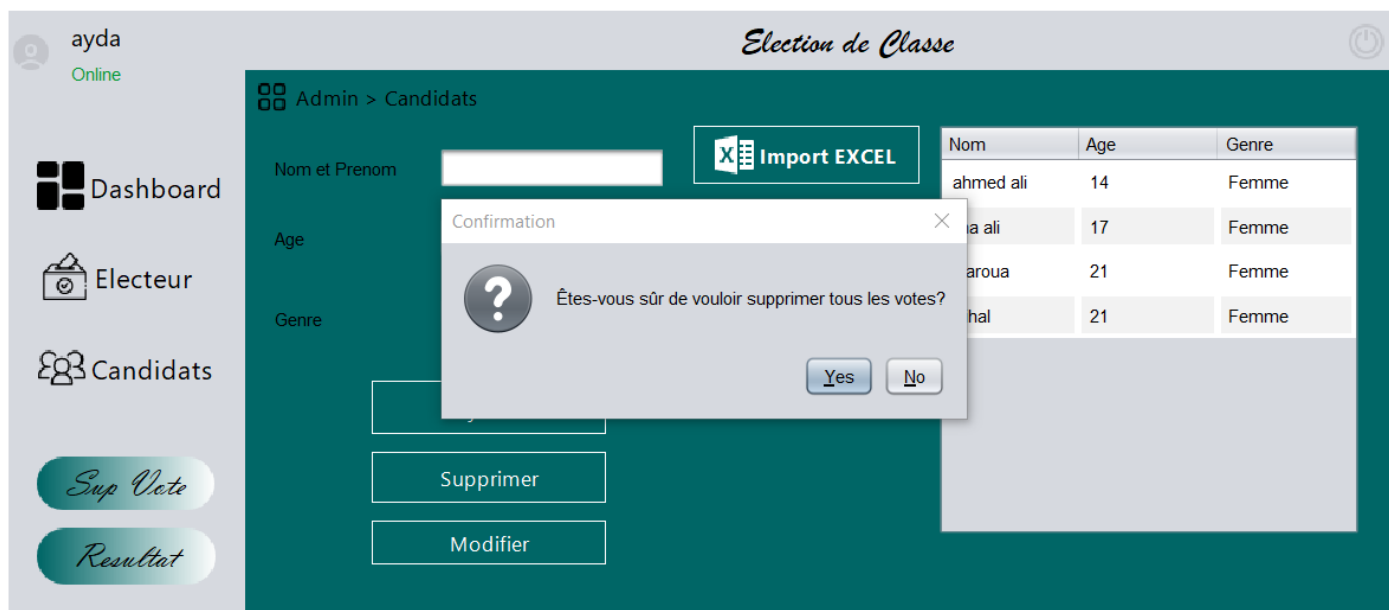 ayda
Online
Election de Classe
Admin > Candidats
Dashboard
Electeur
Candidats
Sup Vote
Resultat
Nom et Prenom
Age
Genre
Import EXCEL
Supprimer
Modifier
Confirmation
Êtes-vous sûr de vouloir supprimer tous les votes?
Yes No
Nom Age Genre
ahmed ali 14 Femme
ali 17 Femme
21 Femme
21 Femme